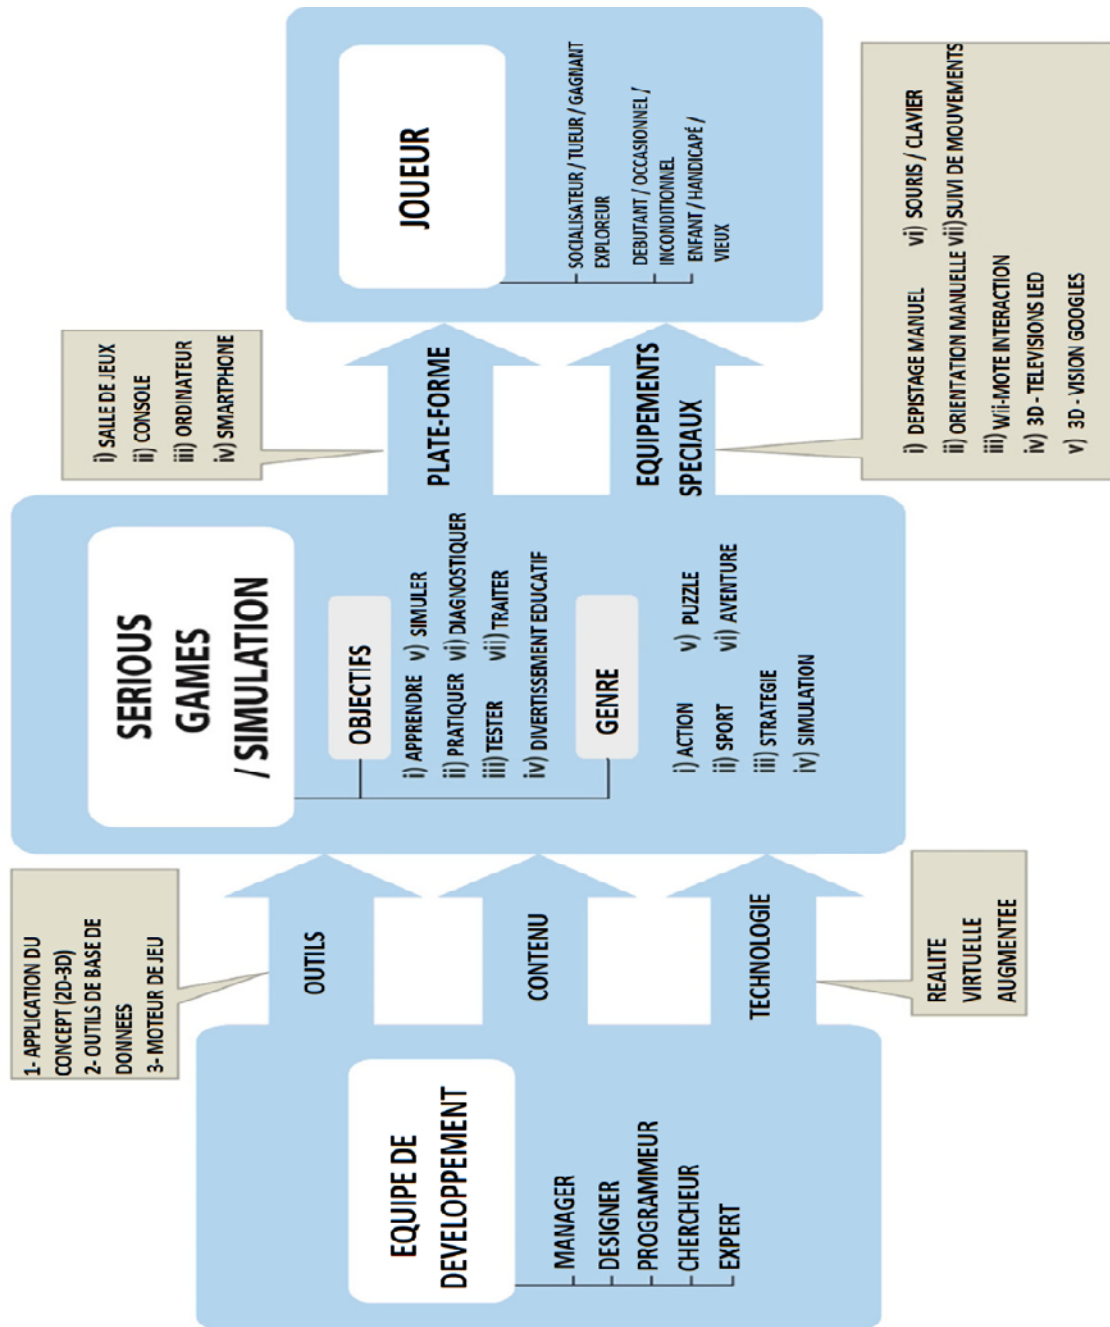 1- APPLICATION DU
CONCEPT (2D-3D)
2- OUTILS DE BASE DE
DONNEES
3- MOTEUR DE JEU
EQUIPE DE
DEVELOPPEMENT
MANAGER
DESIGNER
PROGRAMMEUR
CHERCHEUR
EXPERT
OUTILS
CONTENU
TECHNOLOGIE
REALITE
VIRTUELLE
AUGMENTEE
SERIOUS
GAMES
/ SIMULATION
OBJECTIFS
i) APPRENDRE v) SIMULER
ii) PRATIQUER vi) DIAGNOSTIQUER
iii) TESTER vii) TRAITER
iv) DIVERTISSEMENT EDUCATIF
GENRE
i) ACTION v) PUZZLE
ii) SPORT vi) AVENTURE
iii) STRATEGIE
iv) SIMULATION
i) SALLE DE JEUX
ii) CONSOLE
iii) ORDINATEUR
iv) SMARTPHONE
PLATE-FORME
EQUIPEMENTS
SPECIAUX
i) DEPISTAGE MANUEL vi) SOURIS / CLAVIER
ii) ORIENTATION MANUELLE vii) SUIVI DE MOUVEMENTS
iii) Wii-MOTE INTERACTION
iv) 3D - TELEVISIONS LED
v) 3D - VISION GOOGLES
JOUEUR
SOCIALISATEUR / TUEUR / GAGNANT
EXPLOREUR
DEBUTANT / OCCASIONNEL /
INCONDITIONNEL
ENFANT / HANDICAPÉ /
VIEUX